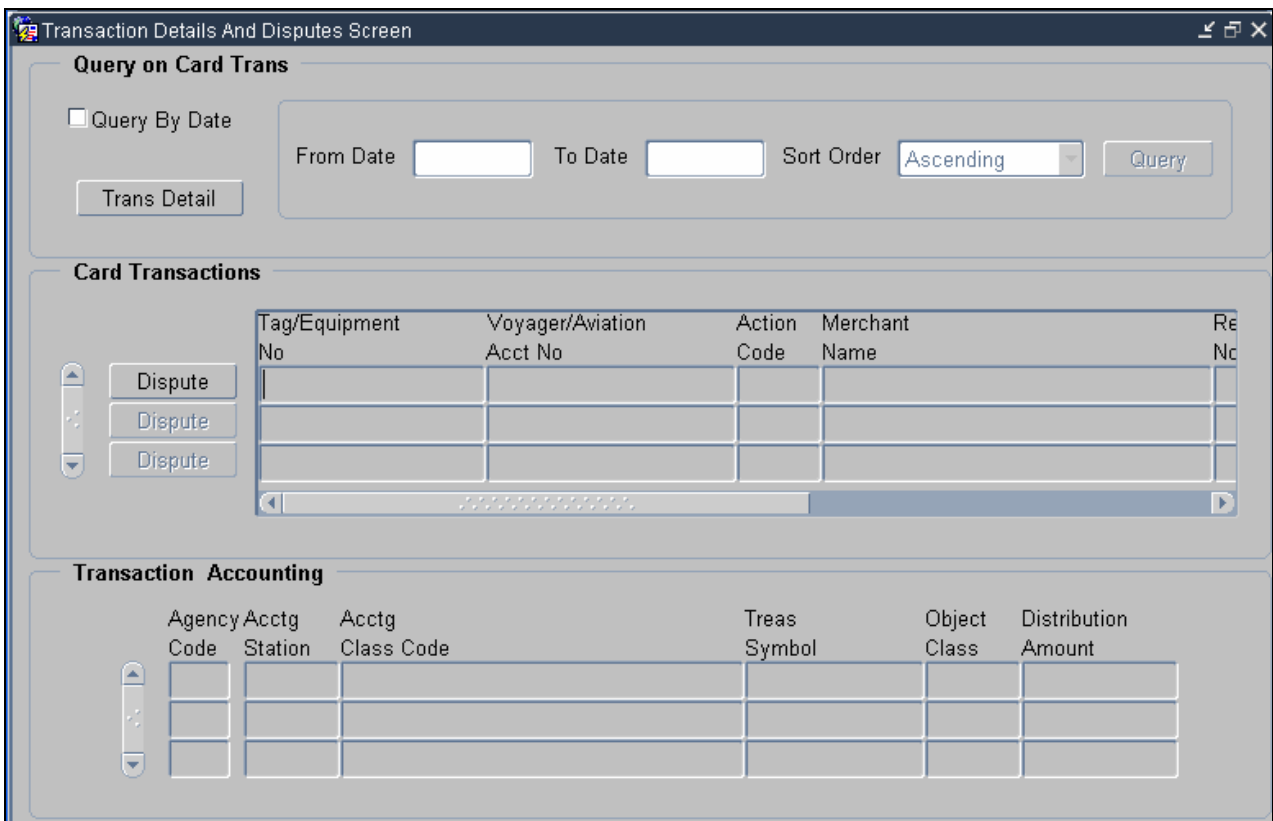 Transaction Details And Disputes Screen
Query on Card Trans
Query By Date
From Date To Date Sort Order Ascending Query
Trans Detail
Card Transactions
Tag/Equipment Voyager/Aviation Action Merchant Re
No Acct No Code Name No
Dispute
Dispute
Dispute
Transaction Accounting
Agency Acctg Acctg Treas Object Distribution
Code Station Class Code Symbol Class Amount